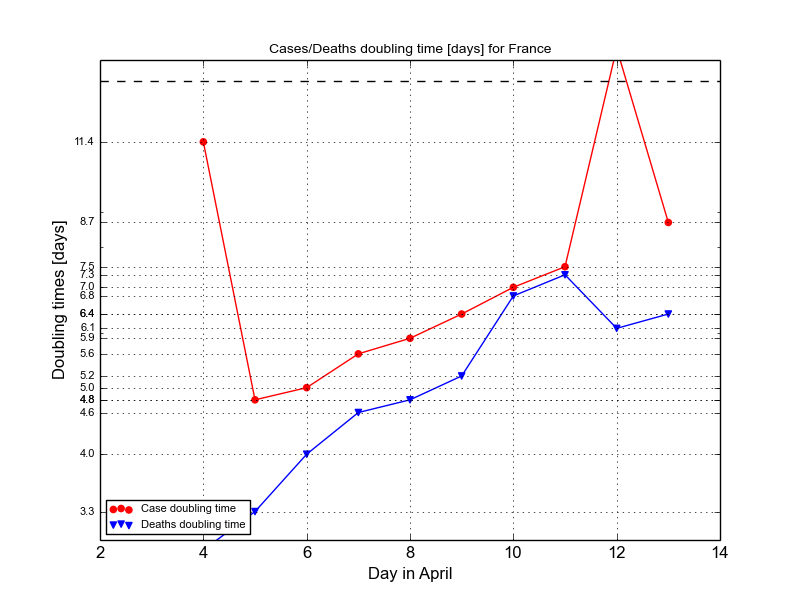 Cases/Deaths doubling time [days] for France
Doubling times [days]
11.4
8.7
7.5
7.3
7.0
6.8
6.4
6.1
5.9
5.6
5.2
5.0
4.8
4.6
4.0
3.3
Case doubling time
Deaths doubling time
2 4 6 8 10 12 14
Day in April